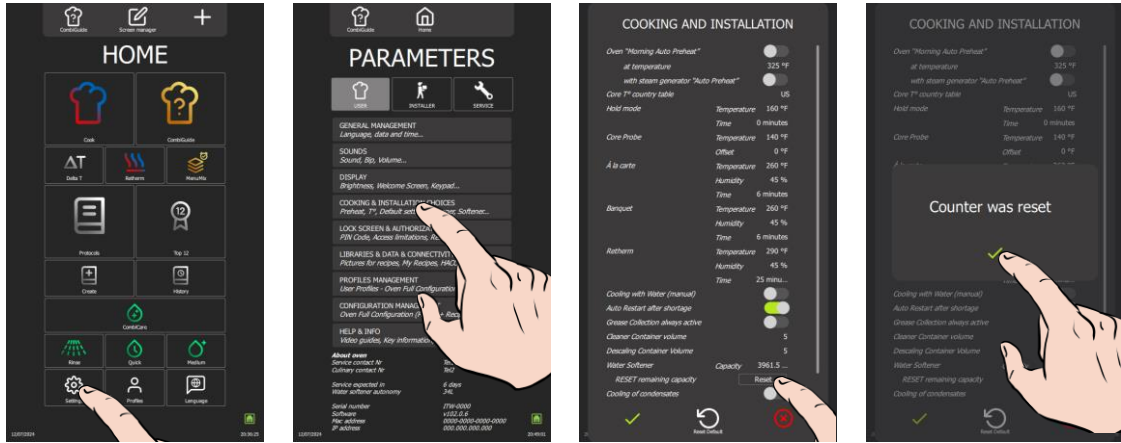 CombiGuide Screen manager
HOME
Cook CombiGuide
ΔT
Delta T Retherm MenuMix
12
Protocols Top 12
Create History
CombiCare
Rinse Quick Medium
Settings Profiles Language
12/07/2024 20:36:25
CombiGuide Home
PARAMETERS
USER INSTALLER SERVICE
GENERAL MANAGEMENT
Language, data and time...
SOUNDS
Sound, Bip, Volume...
DISPLAY
Brightness, Welcome Screen, Keypad...
COOKING & INSTALLATION CHOICES
Preheat, T°, Default Softener...
LOCK SCREEN &
PIN Code, Access limitations,
LIBRARIES & DATA & CONNECTIVIT
Pictures for recipes, My Recipes,
PROFILES MANAGEMENT
User Profiles - Oven Full Configuration
CONFIGURATION
Oven Full Configuration
HELP & INFO
Video guides, Key information
About oven
Service contact Nr
Culinary contact Nr Tel2
Service expected in 6 days
Water softener autonomy 34L
Serial number ITW-0000
Software v102.0.6
Mac address 0000-0000-0000-0000
IP address 000.000.000.000
12/07/2024 20:49:01
COOKING AND INSTALLATION
Oven "Morning Auto Preheat"
at temperature 325 °F
with steam generator "Auto Preheat"
Core T° country table US
Hold mode Temperature 160 °F
Time 0 minutes
Core Probe Temperature 140 °F
Offset 0 °F
À la carte Temperature 260 °F
Humidity 45 %
Time 6 minutes
Banquet Temperature 260 °F
Humidity 45 %
Time 6 minutes
Retherm Temperature 290 °F
Humidity 45 %
Time 25 minu...
Cooling with Water (manual)
Auto Restart after shortage
Grease Collection always active
Cleaner Container volume 5
Descaling Container Volume 5
Water Softener Capacity 3961.5 ...
RESET remaining capacity Reset
Cooling of condensates
Reset Default
COOKING AND INSTALLATION
Oven "Morning Auto Preheat"
at temperature 325 °F
with steam generator "Auto Preheat"
Core T° country table US
Hold mode Temperature 160 °F
Time 0 minutes
Core Probe Temperature 140 °F
Offset 0 °F
Counter was reset
Cooling with Water (manual)
Auto Restart after shortage
Grease Collection always active
Cleaner Container volume
Descaling Container Volume
Water Softener
RESET remaining capacity
Cooling of condensates
Reset Default